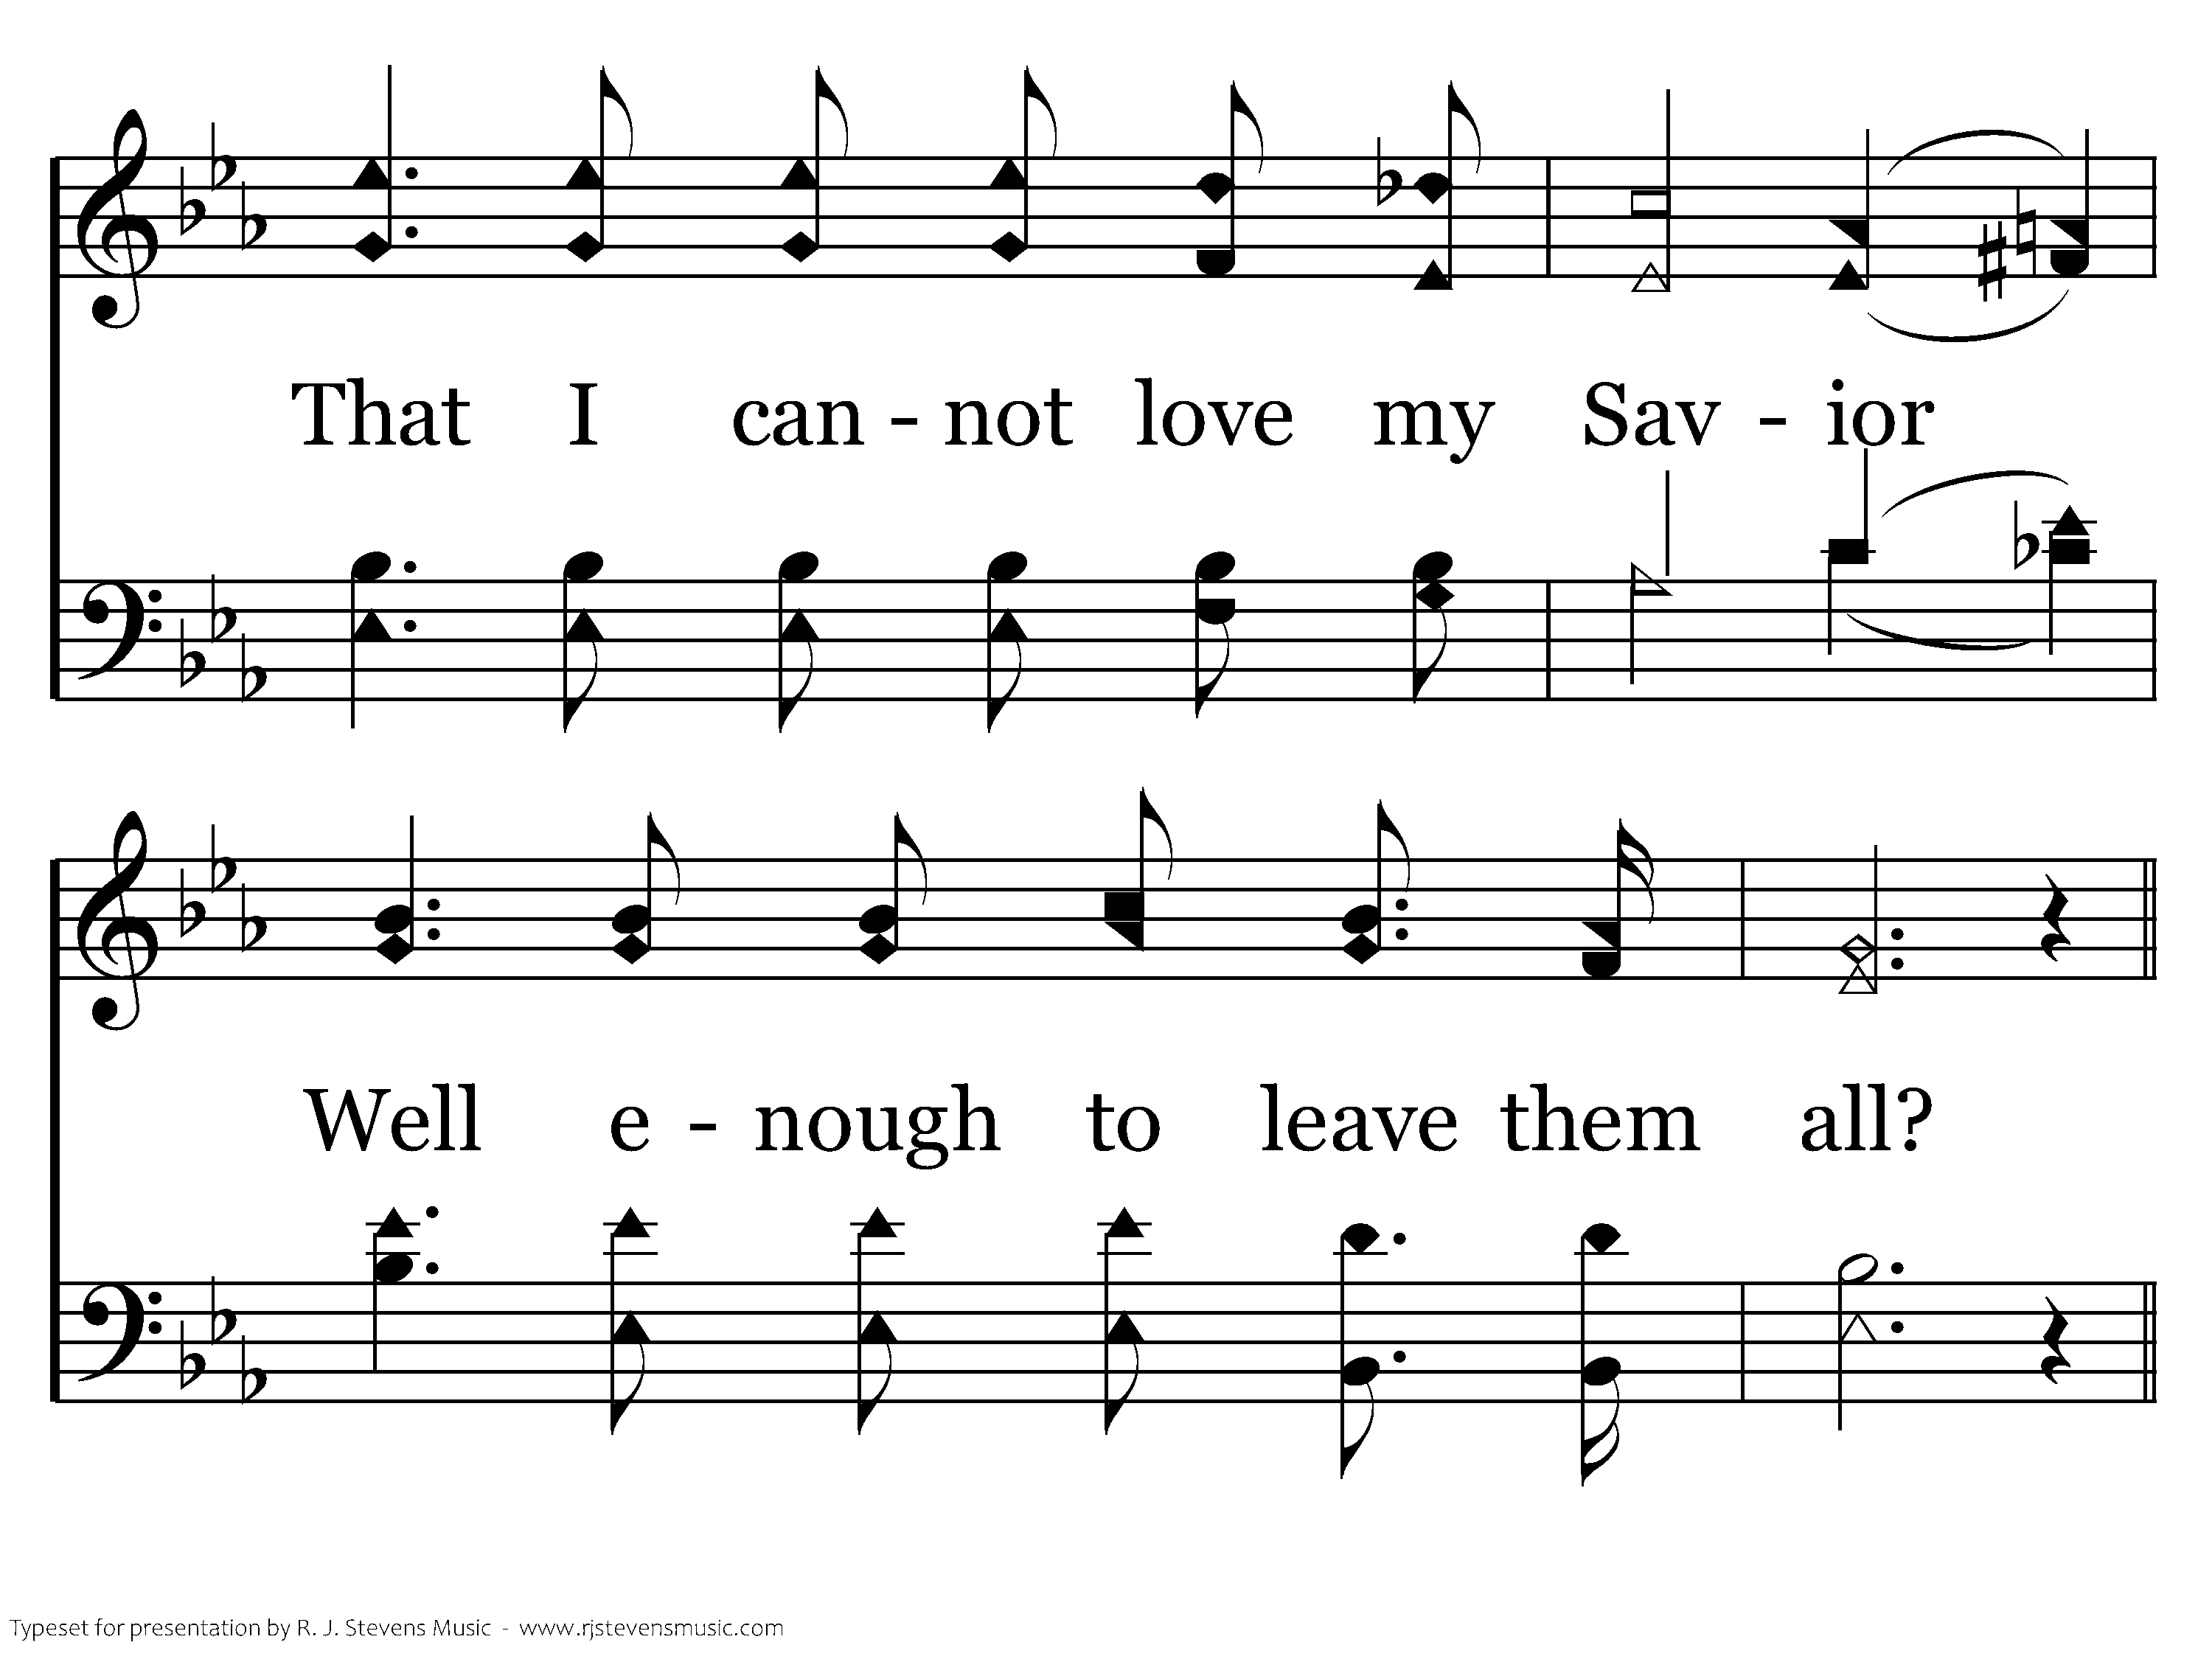 That I can - not love my Sav - ior
Well e - nough to leave them all?
Typeset for presentation by R. J. Stevens Music - www.rjstevensmusic.com